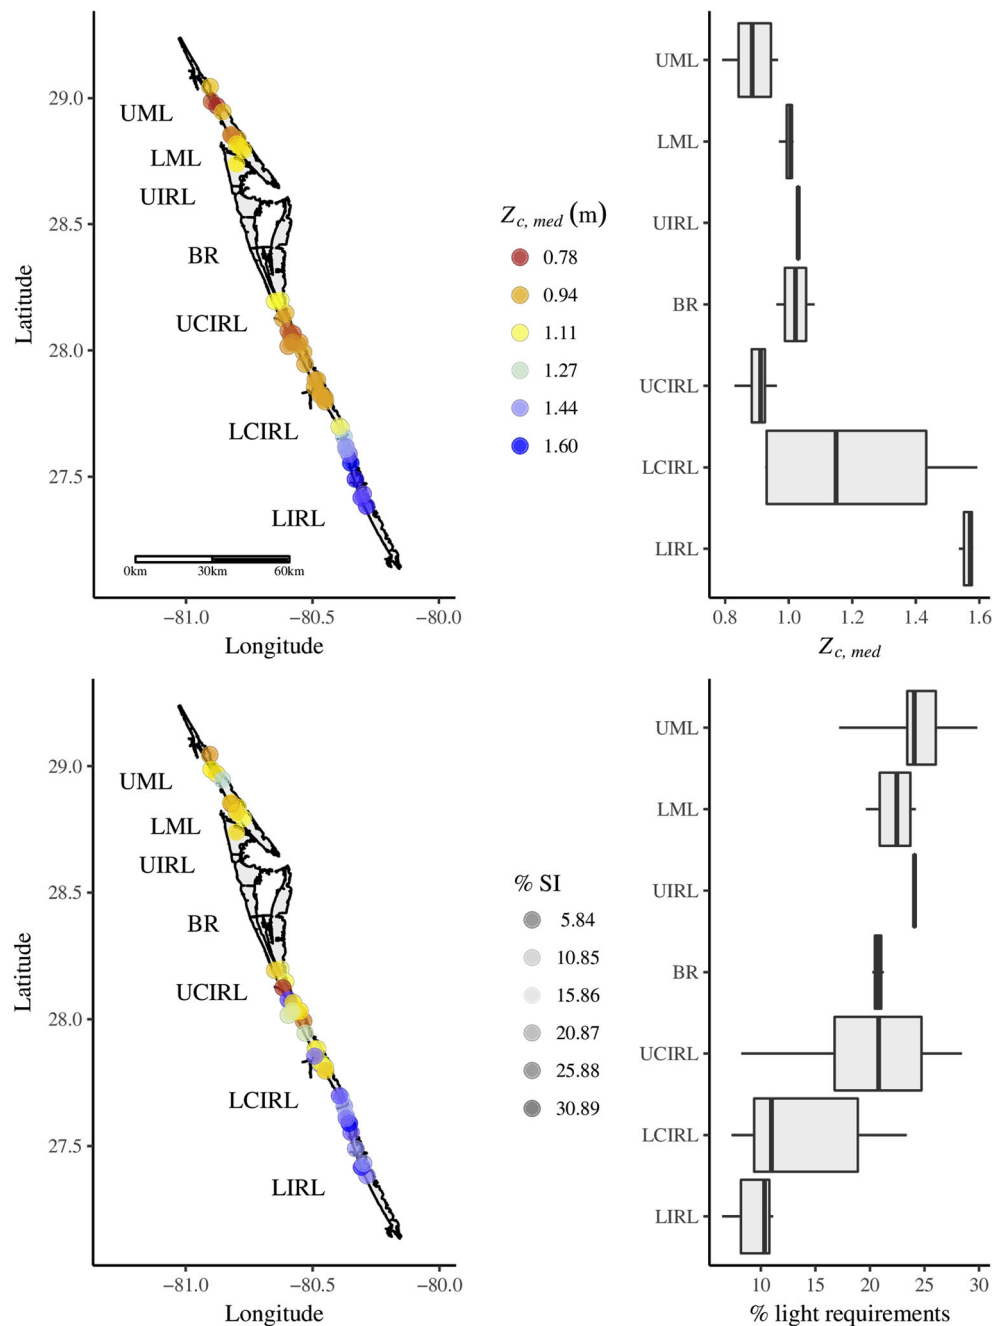 29.0
28.5
28.0
27.5
Latitude
UML
LML
UIRL
BR
UCIRL
LCIRL
LIRL
0km 30km 60km
−81.0 −80.5 −80.0
Longitude
Zc, med (m)
0.78
0.94
1.11
1.27
1.44
1.60
UML
LML
UIRL
BR
UCIRL
LCIRL
LIRL
0.8 1.0 1.2 1.4 1.6
Zc, med
29.0
28.5
28.0
27.5
Latitude
UML
LML
UIRL
BR
UCIRL
LCIRL
LIRL
−81.0 −80.5 −80.0
Longitude
% SI
5.84
10.85
15.86
20.87
25.88
30.89
UML
LML
UIRL
BR
UCIRL
LCIRL
LIRL
10 15 20 25 30
% light requirements